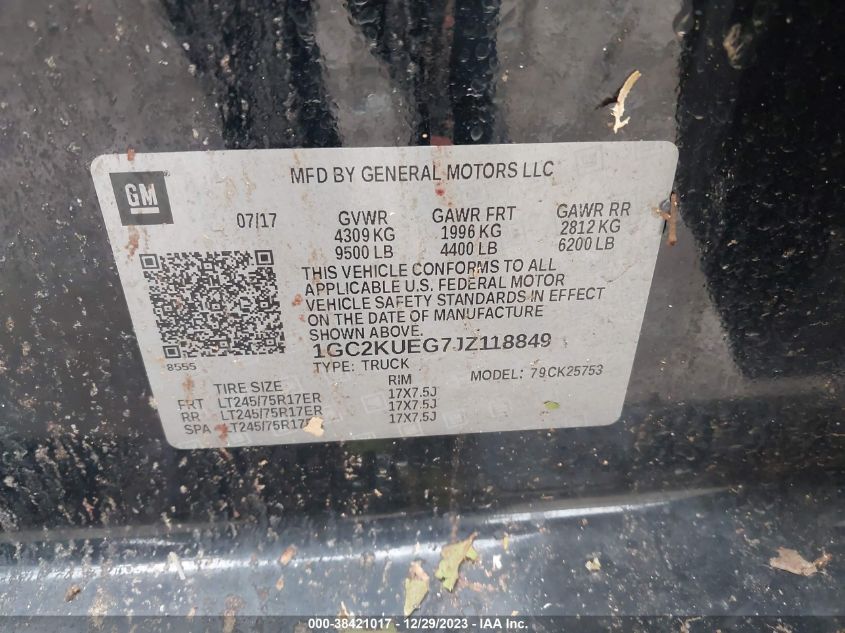 MFD BY GENERAL MOTORS LLC
GM
07/17 GVWR GAWR FRT GAWR RR
4309 KG 1996 KG 2812 KG
9500 LB 4400 LB 6200 LB
THIS VEHICLE CONFORMS TO ALL
APPLICABLE U.S. FEDERAL MOTOR
VEHICLE SAFETY STANDARDS IN EFFECT
ON THE DATE OF MANUFACTURE
SHOWN ABOVE.
1GC2KUEG7JZ118849
8555
TYPE: TRUCK MODEL: 79CK25753
TIRE SIZE RIM
FRT LT245/75R17ER 17X7.5J
RR LT245/75R17ER 17X7.5J
SPA LT245/75R17ER 17X7.5J
000-38421017 - 12/29/2023 - IAA Inc.